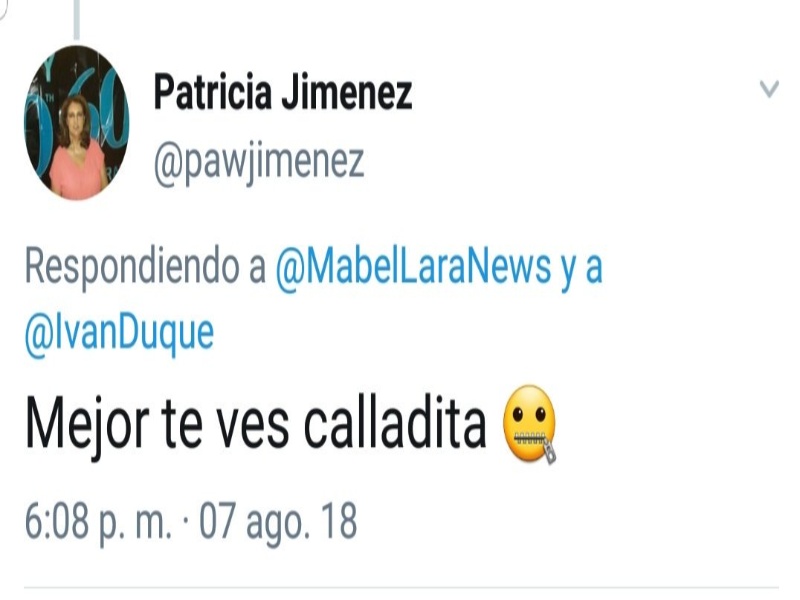 Patricia Jimenez
@pawjimenez
Respondiendo a @MabelLaraNews y a
@IvanDuque
Mejor te ves calladita 🤐
6:08 p. m. · 07 ago. 18